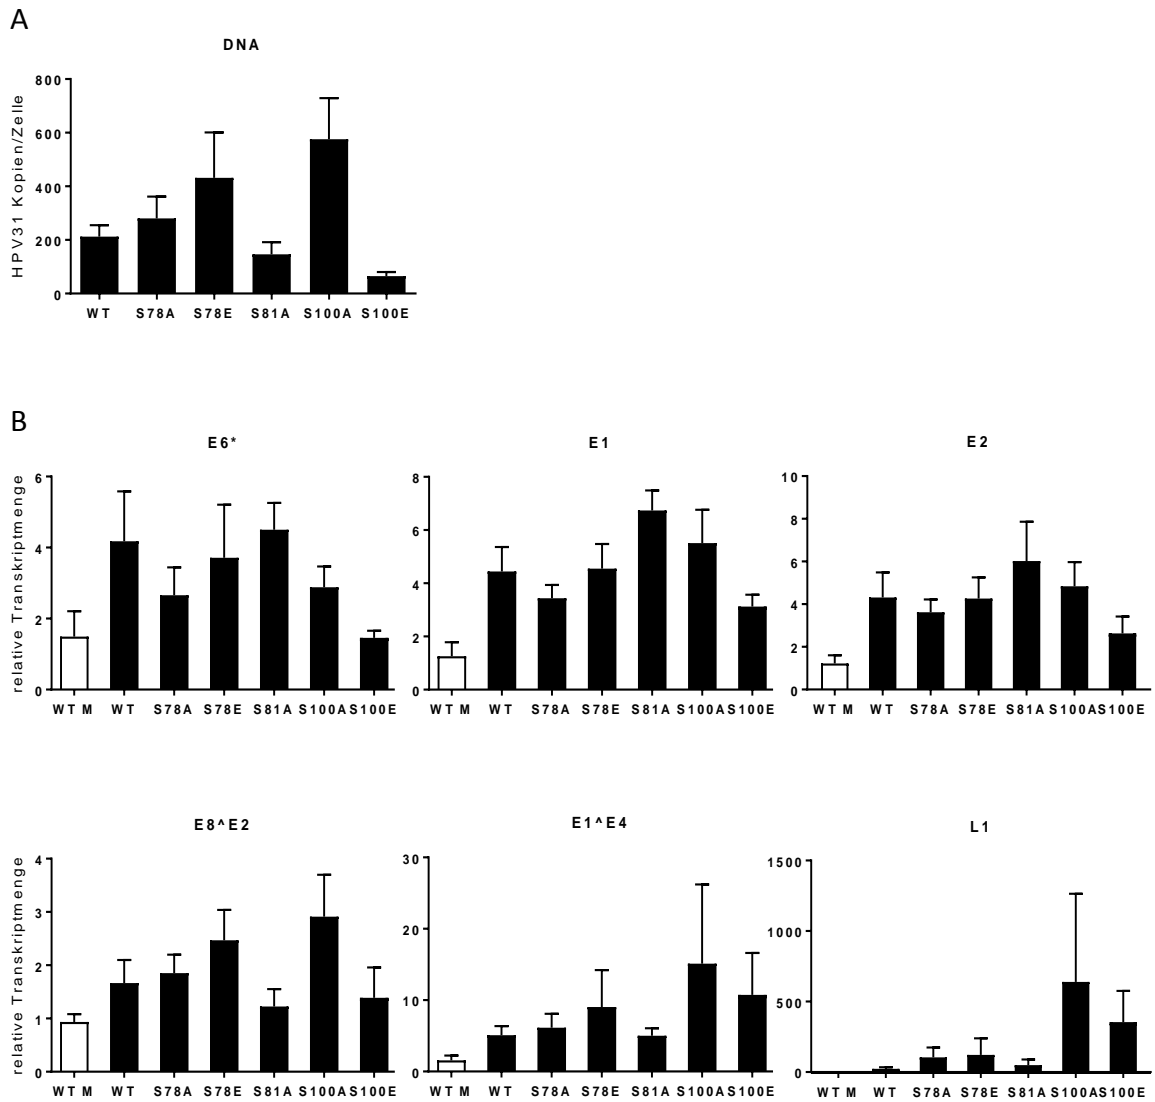 A
DNA
HPV31 Kopien/Zelle
800
600
400
200
0
WT S78A S78E S81A S100A S100E
B
E6*
relative Transkriptmenge
6
4
2
0
WT M WT S78A S78E S81A S100A S100E
E1
8
6
4
2
0
WT M WT S78A S78E S81A S100A S100E
E2
10
8
6
4
2
0
WT M WT S78A S78E S81A S100A S100E
E8^E2
relative Transkriptmenge
4
3
2
1
0
WT M WT S78A S78E S81A S100A S100E
E1^E4
30
20
10
0
WT M WT S78A S78E S81A S100A S100E
L1
1500
1000
500
0
WT M WT S78A S78E S81A S100A S100E